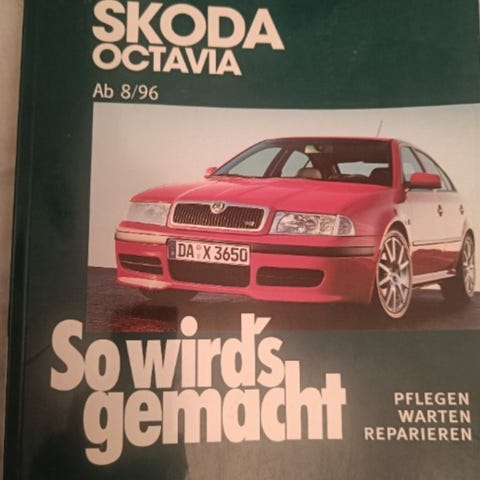 SKODA
OCTAVIA
Ab 8/96
DA X 3650
So wird's
gemacht
PFLEGEN
WARTEN
REPARIEREN